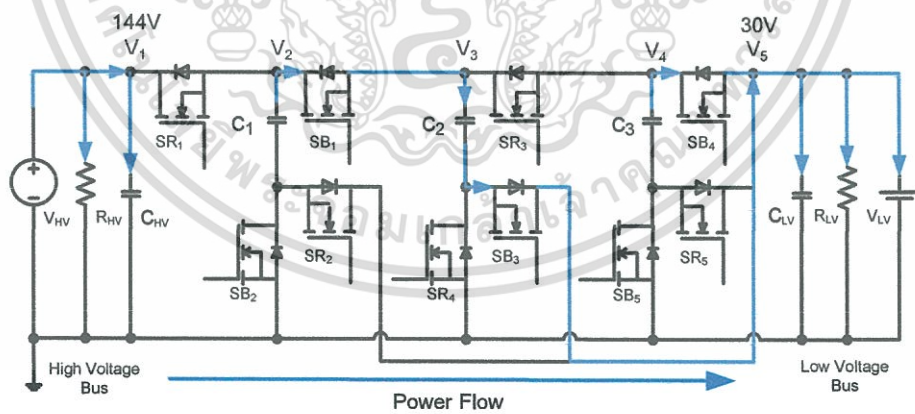 144V
30V
V1
V2
V3
V4
V5
C1
C2
C3
SR1
SB1
SR3
SB4
VHV
RHV
CHV
SR2
SB3
SR5
SB2
SR4
SB5
CLV
RLV
VLV
High Voltage
Bus
Low Voltage
Bus
Power Flow